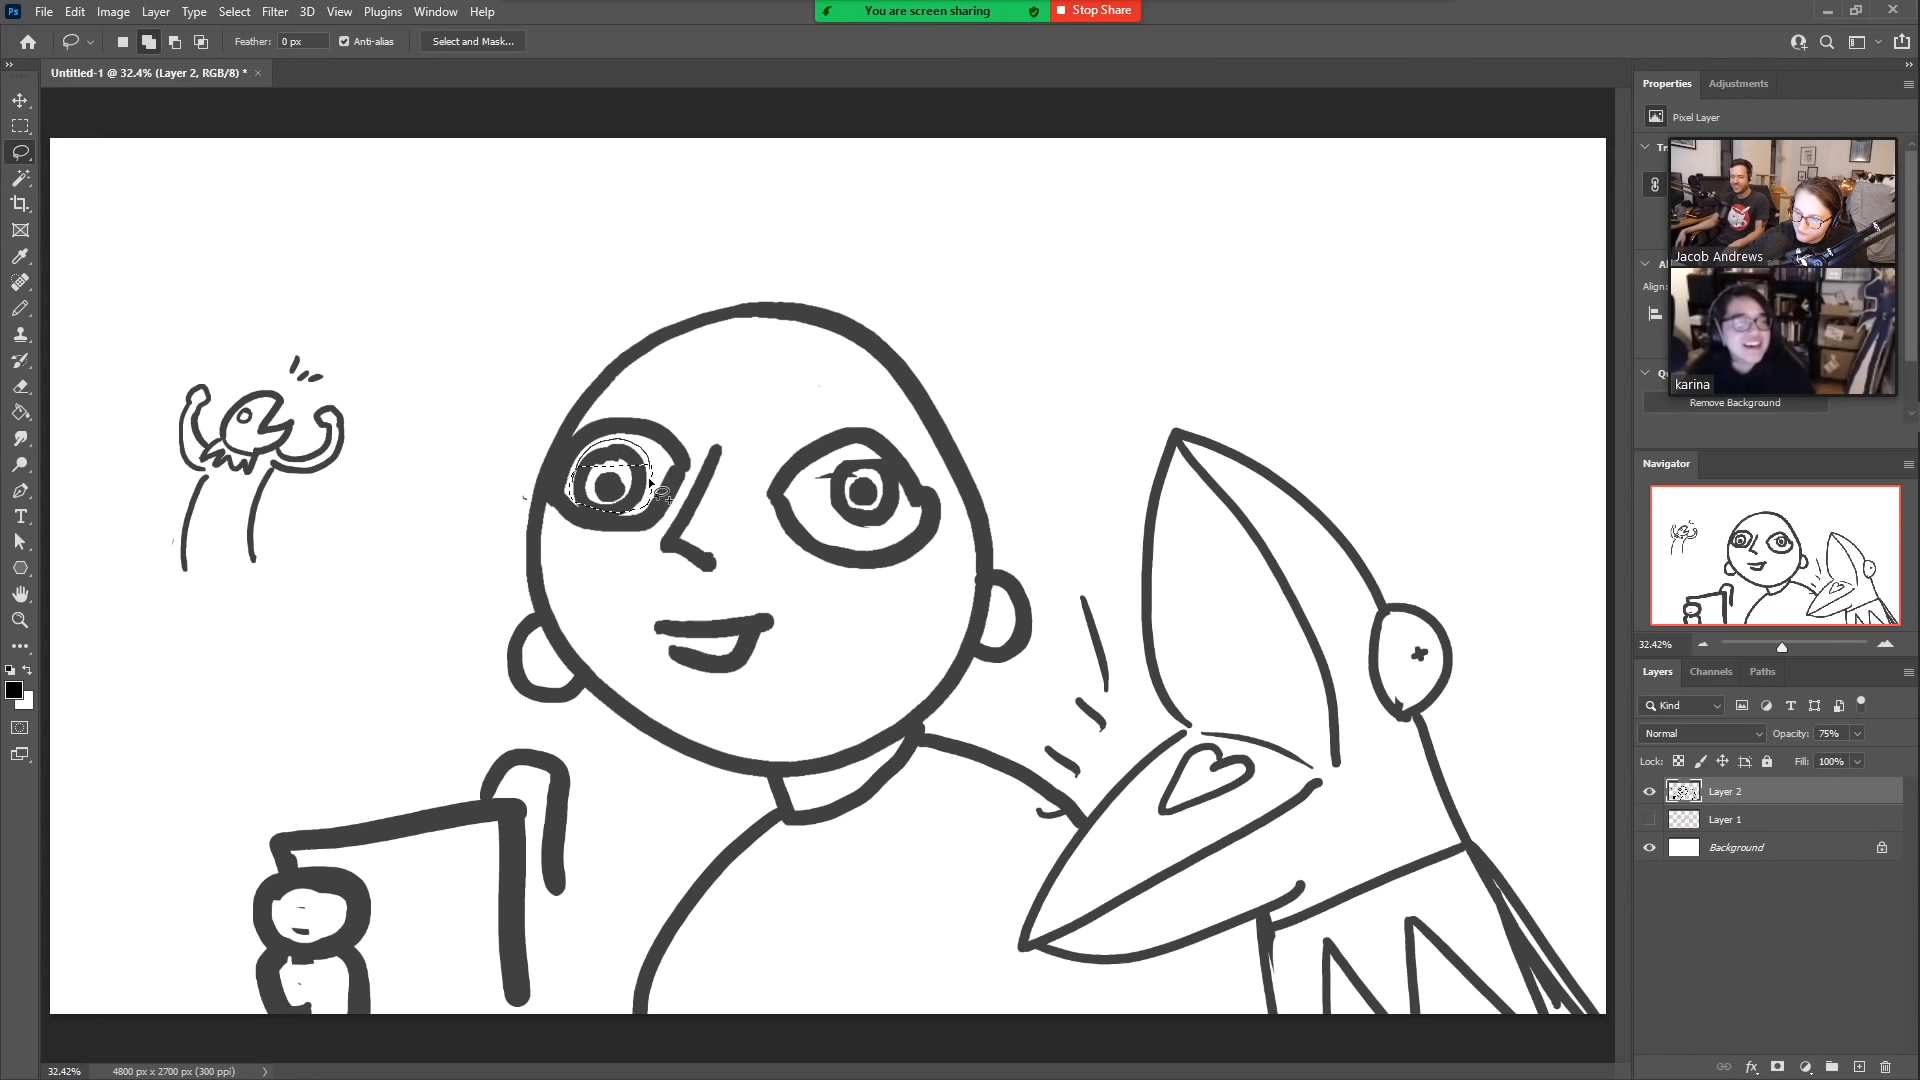 Ps File Edit Image Layer Type Select Filter 3D View Plugins Window Help
You are screen sharing
Stop Share
Feather: 0 px
Anti-alias
Select and Mask...
Untitled-1 @ 32.4% (Layer 2, RGB/8) *
Properties Adjustments
Pixel Layer
Tr
Jacob Andrews
Al
Align:
Q
karina
Remove Background
Navigator
32.42%
Layers Channels Paths
Kind
Normal Opacity: 75%
Lock: Fill: 100%
Layer 2
Layer 1
Background
32.42% 4800 px x 2700 px (300 ppi)